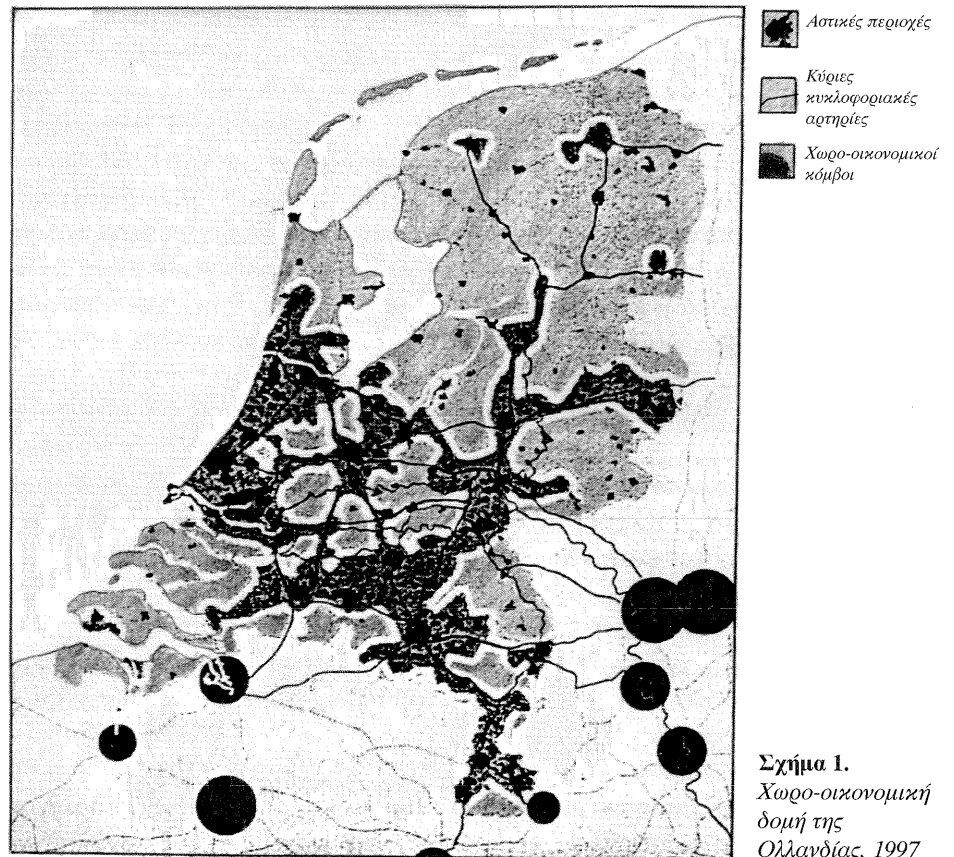 Αστικές περιοχές
Κύριες
κυκλοφοριακές
αρτηρίες
Χωρο-οικονομικοί
κόμβοι
Σχήμα 1.
Χωρο-οικονομική
δομή της
Ολλανδίας, 1997